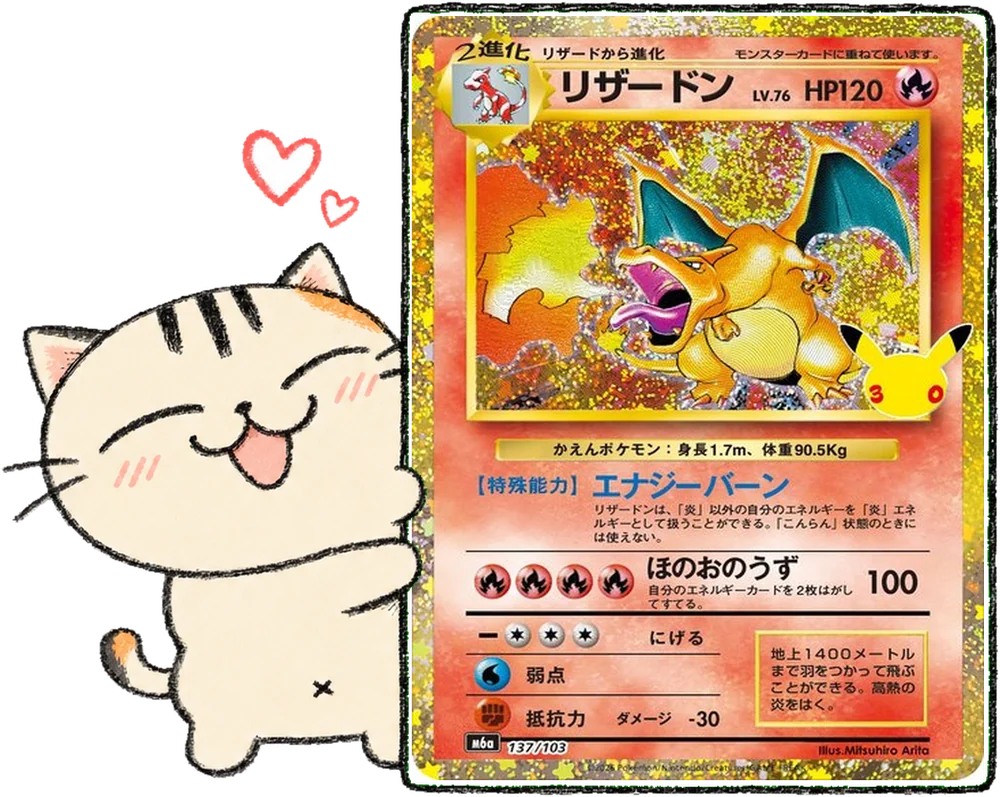 2進化 リザードから進化 モンスターカードに重ねて使います。
リザードン LV.76 HP120
30
かえんポケモン：身長1.7m、体重90.5Kg
【特殊能力】 エナジーバーン
リザードンは、「炎」以外の自分のエネルギーを「炎」エネ
ルギーとして扱うことができる。「こんらん」状態のときに
は使えない。
ほのおのうず 100
自分のエネルギーカードを2枚はがし
てすてる。
ー にげる
弱点
抵抗力 ダメージ -30
地上1400メートル
まで羽をつかって飛ぶ
ことができる。高熱の
炎をはく。
M6a 137/103
Illus.Mitsuhiro Arita
©2026 Pokémon/Nintendo/Creatures/GAME FREAK